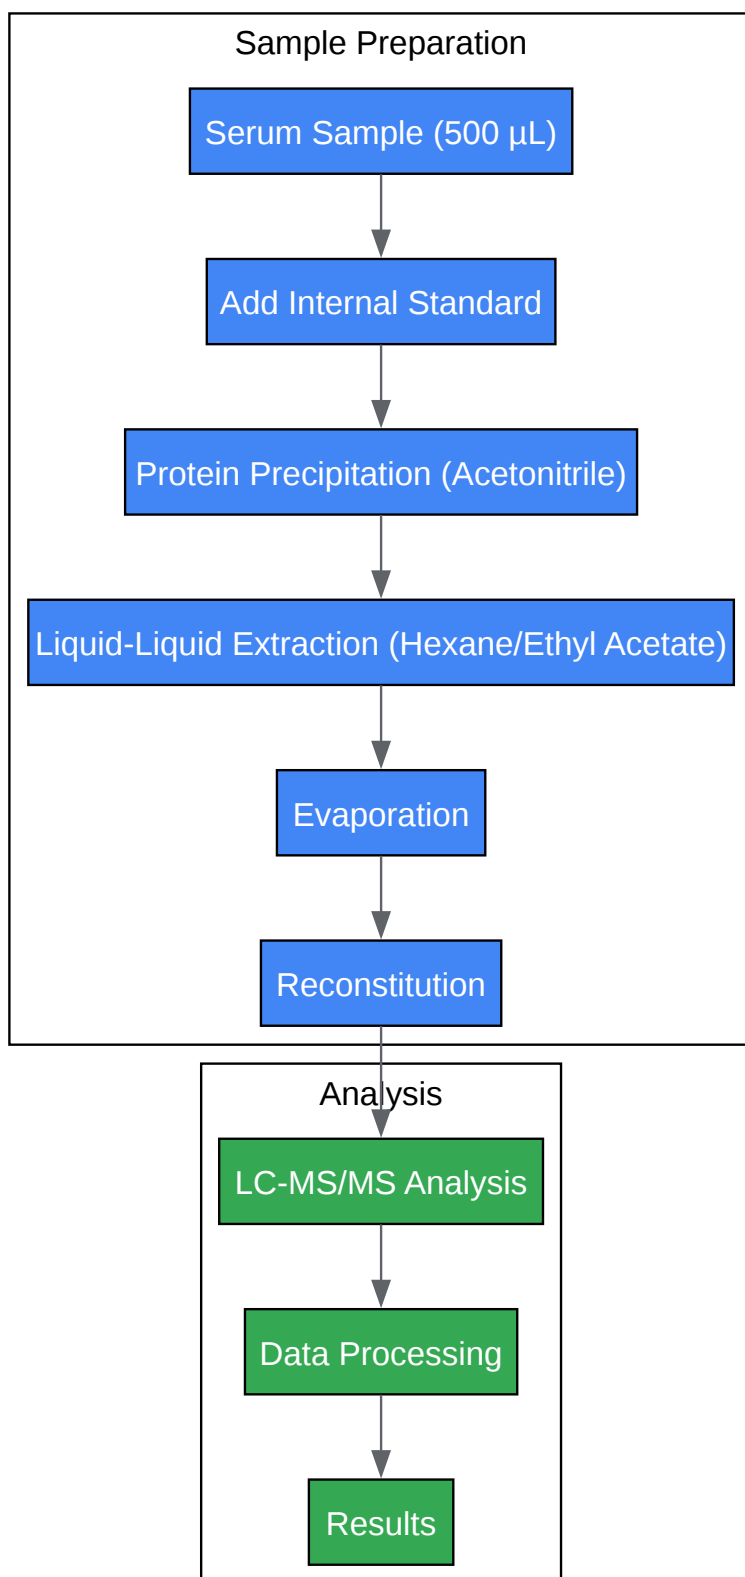 Sample Preparation
Serum Sample (500 µL)
Add Internal Standard
Protein Precipitation (Acetonitrile)
Liquid-Liquid Extraction (Hexane/Ethyl Acetate)
Evaporation
Reconstitution
Analysis
LC-MS/MS Analysis
Data Processing
Results